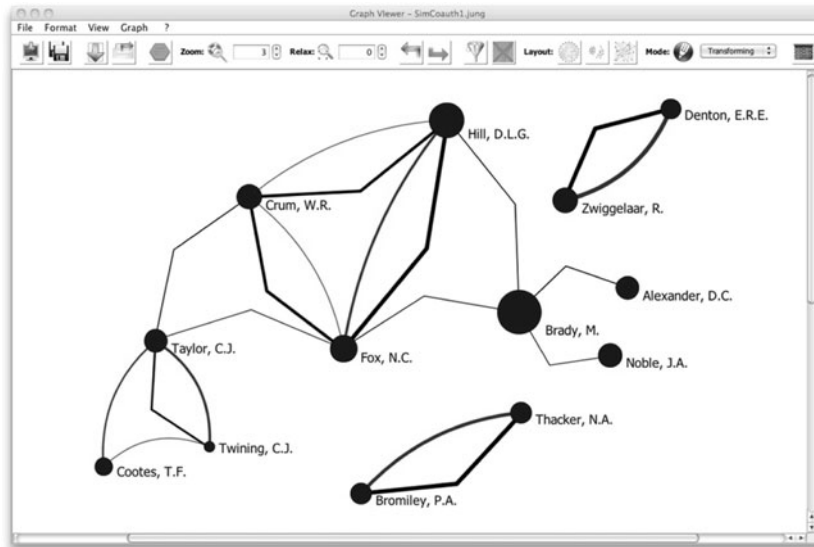 Graph Viewer – SimCoauth1.jung
File Format View Graph ?
Zoom: 3 Relax: 0 Layout: Mode: Transforming
Denton, E.R.E.
Hill, D.L.G.
Crum, W.R.
Zwiggelaar, R.
Alexander, D.C.
Brady, M.
Taylor, C.J.
Fox, N.C.
Noble, J.A.
Thacker, N.A.
Twining, C.J.
Cootes, T.F.
Bromiley, P.A.